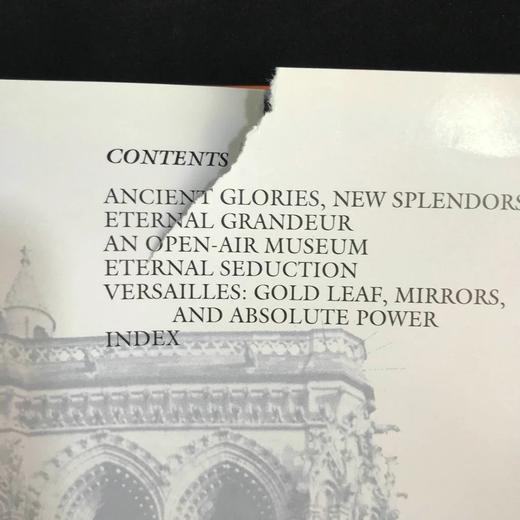 CONTENTS
ANCIENT GLORIES, NEW SPLENDORS
ETERNAL GRANDEUR
AN OPEN-AIR MUSEUM
ETERNAL SEDUCTION
VERSAILLES: GOLD LEAF, MIRRORS,
AND ABSOLUTE POWER
INDEX